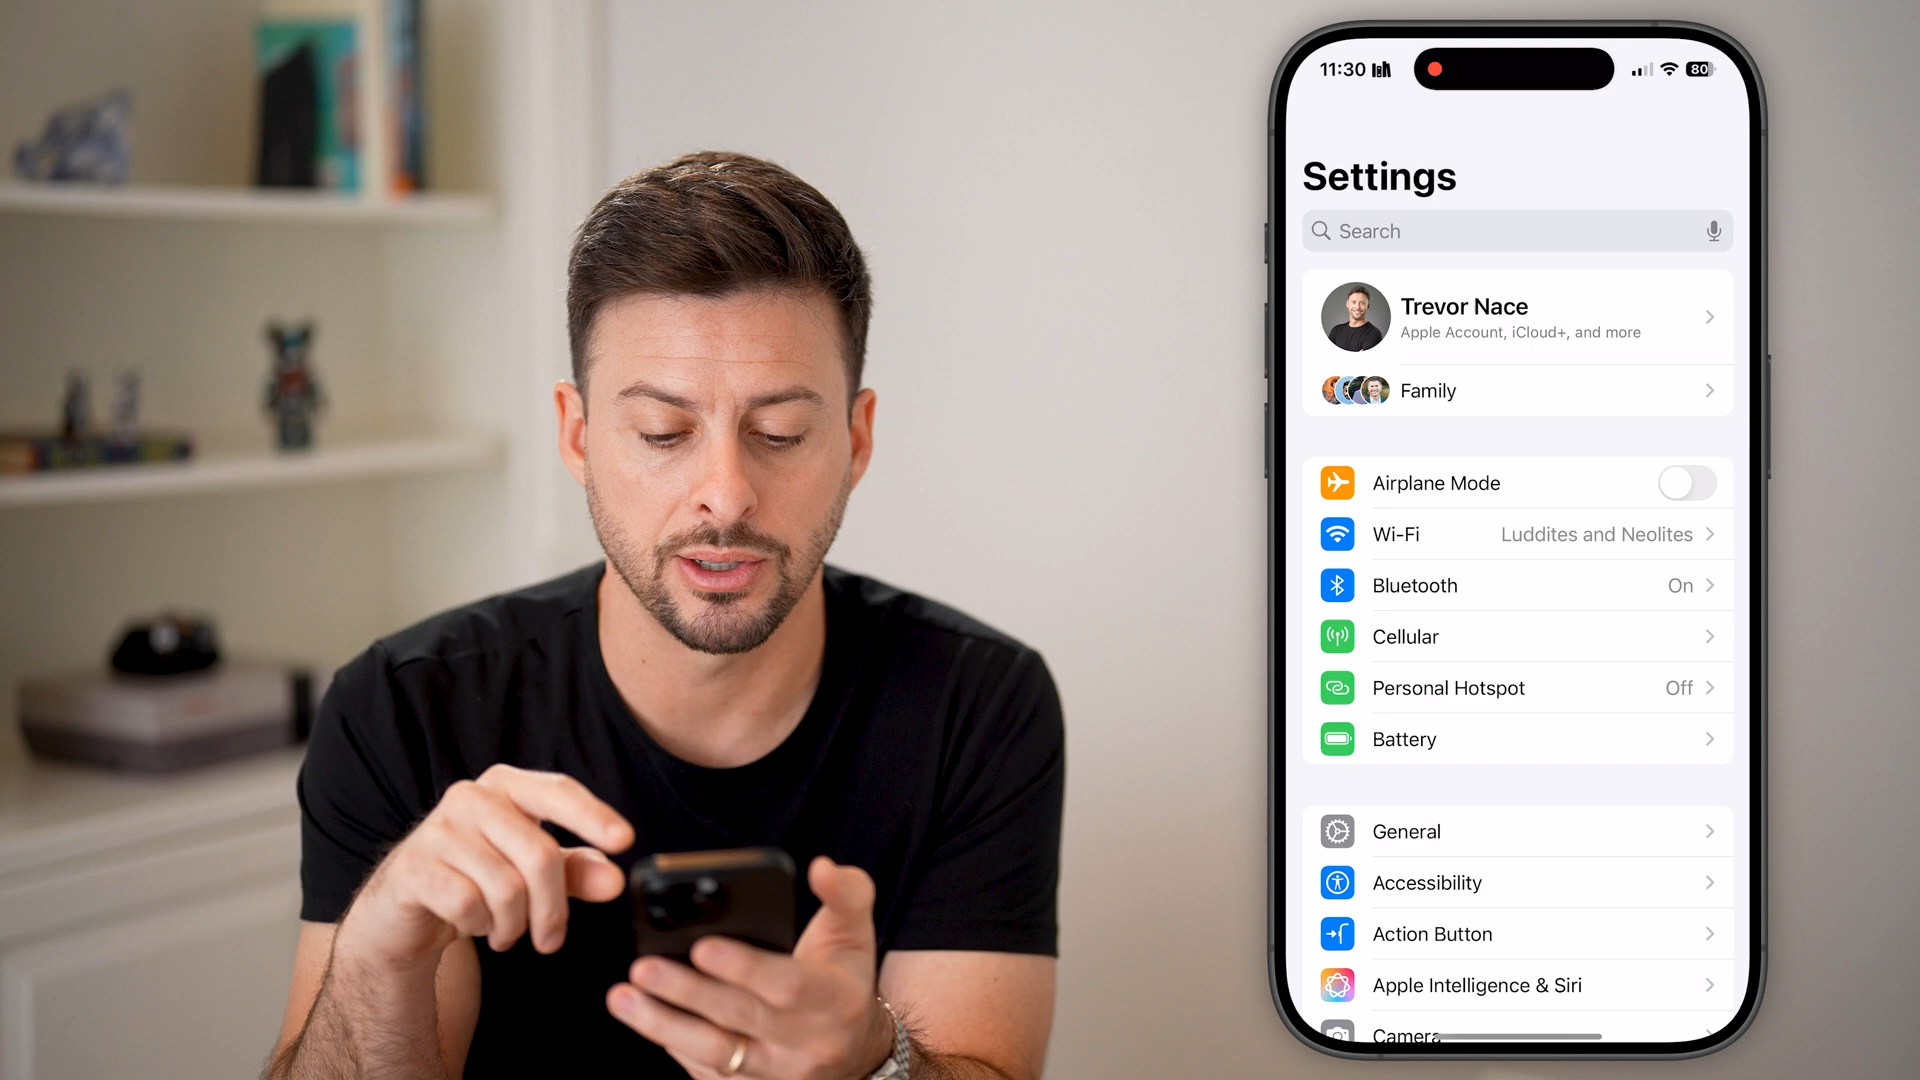 11:30
80
Settings
Search
Trevor Nace
Apple Account, iCloud+, and more
Family
Airplane Mode
Wi-Fi Luddites and Neolites
Bluetooth On
Cellular
Personal Hotspot Off
Battery
General
Accessibility
Action Button
Apple Intelligence & Siri
Camera